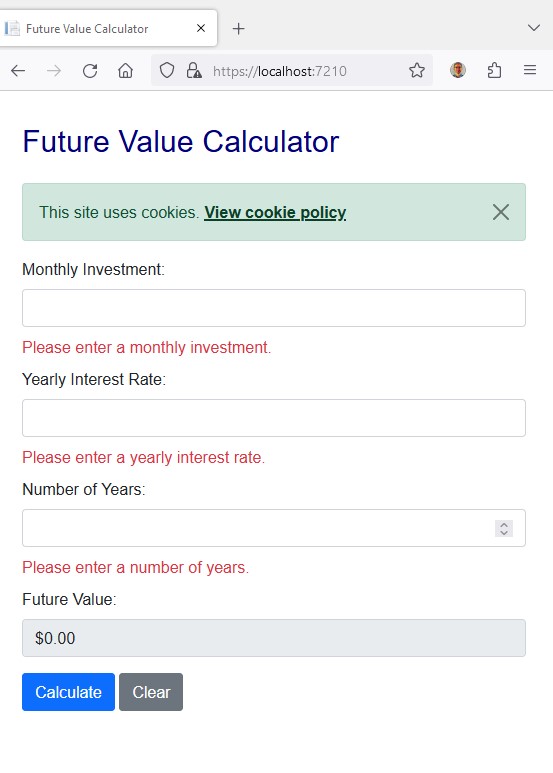 Future Value Calculator
https://localhost:7210
Future Value Calculator
This site uses cookies. View cookie policy
Monthly Investment:
Please enter a monthly investment.
Yearly Interest Rate:
Please enter a yearly interest rate.
Number of Years:
Please enter a number of years.
Future Value:
$0.00
Calculate Clear